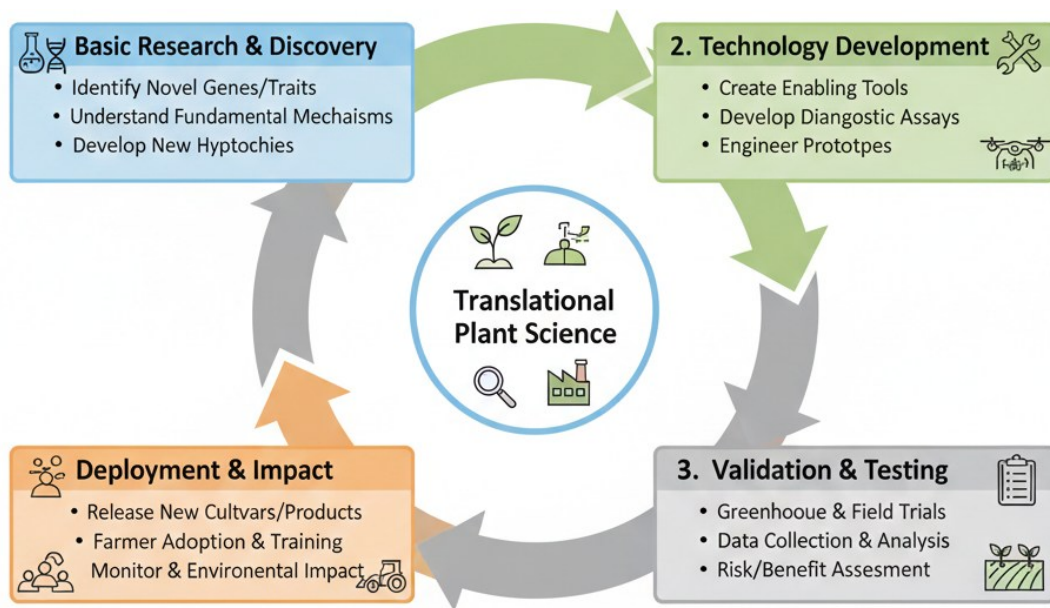 Basic Research & Discovery
• Identify Novel Genes/Traits
• Understand Fundamental Mechaisms
• Develop New Hyptochies
2. Technology Development
• Create Enabling Tools
• Develop Diangostic Assays
• Engineer Prototpes
Translational
Plant Science
Deployment & Impact
• Release New Cultvars/Products
• Farmer Adoption & Training
Monitor & Environental Impact
3. Validation & Testing
• Greenhooue & Field Trials
• Data Collection & Analysis
• Risk/Benefit Assesment